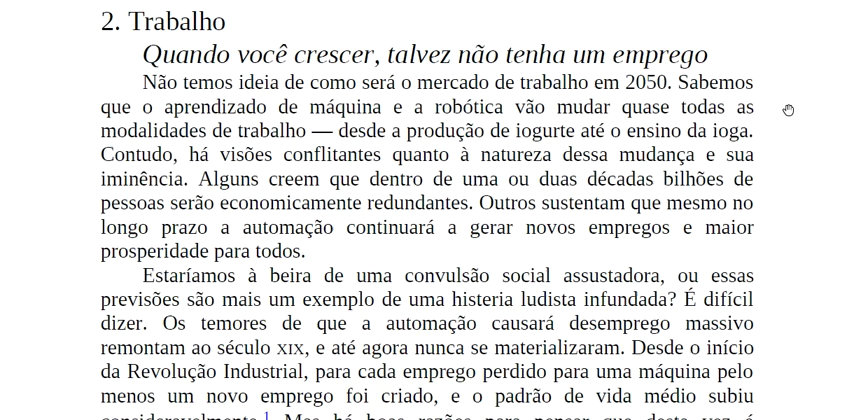 2. Trabalho
Quando você crescer, talvez não tenha um emprego
Não temos ideia de como será o mercado de trabalho em 2050. Sabemos
que o aprendizado de máquina e a robótica vão mudar quase todas as
modalidades de trabalho — desde a produção de iogurte até o ensino da ioga.
Contudo, há visões conflitantes quanto à natureza dessa mudança e sua
iminência. Alguns creem que dentro de uma ou duas décadas bilhões de
pessoas serão economicamente redundantes. Outros sustentam que mesmo no
longo prazo a automação continuará a gerar novos empregos e maior
prosperidade para todos.
Estaríamos à beira de uma convulsão social assustadora, ou essas
previsões são mais um exemplo de uma histeria ludista infundada? É difícil
dizer. Os temores de que a automação causará desemprego massivo
remontam ao século XIX, e até agora nunca se materializaram. Desde o início
da Revolução Industrial, para cada emprego perdido para uma máquina pelo
menos um novo emprego foi criado, e o padrão de vida médio subiu